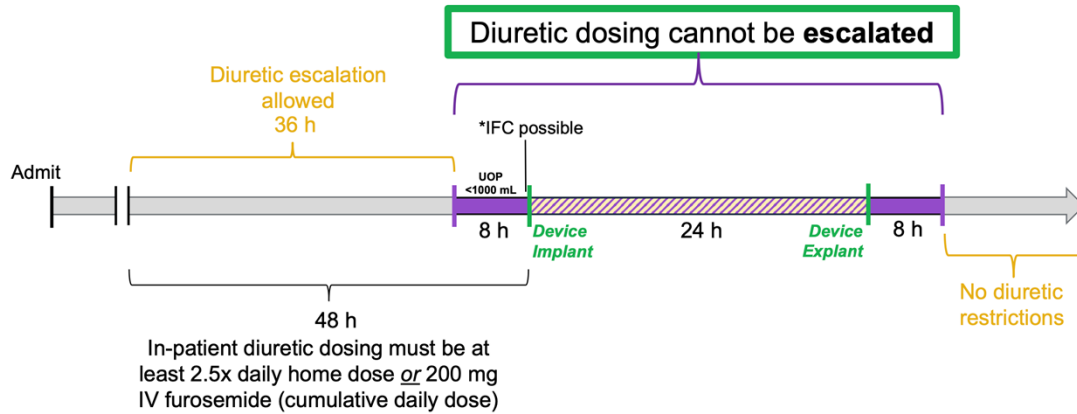 Diuretic dosing cannot be escalated
Diuretic escalation
allowed
36 h
*IFC possible
Admit
UOP
<1000 mL
8 h
Device
Implant
24 h
Device
Explant
8 h
48 h
In-patient diuretic dosing must be at
least 2.5x daily home dose or 200 mg
IV furosemide (cumulative daily dose)
No diuretic
restrictions